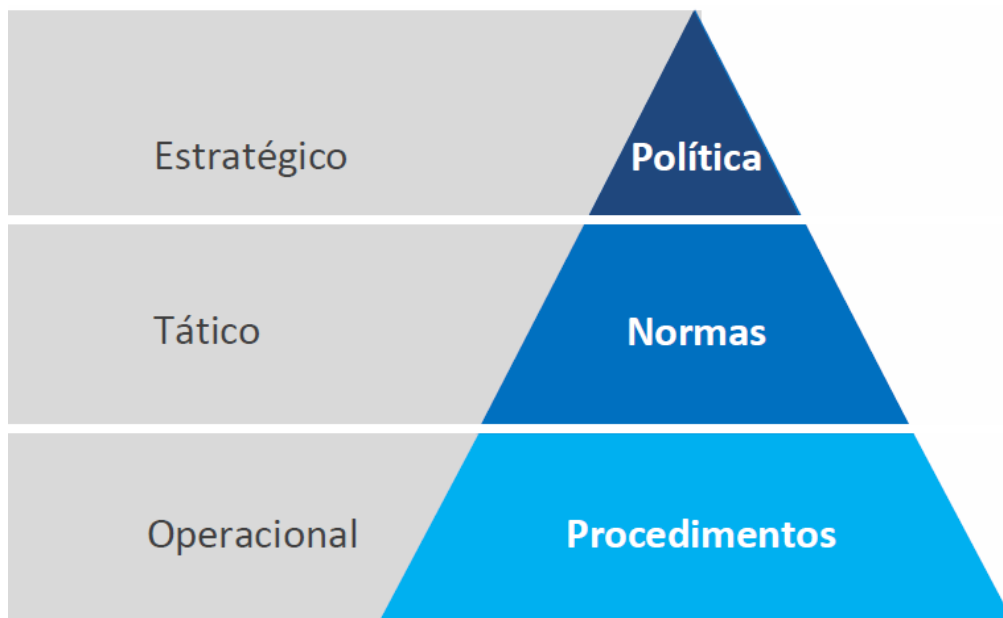 Estratégico
Política
Tático
Normas
Operacional
Procedimentos